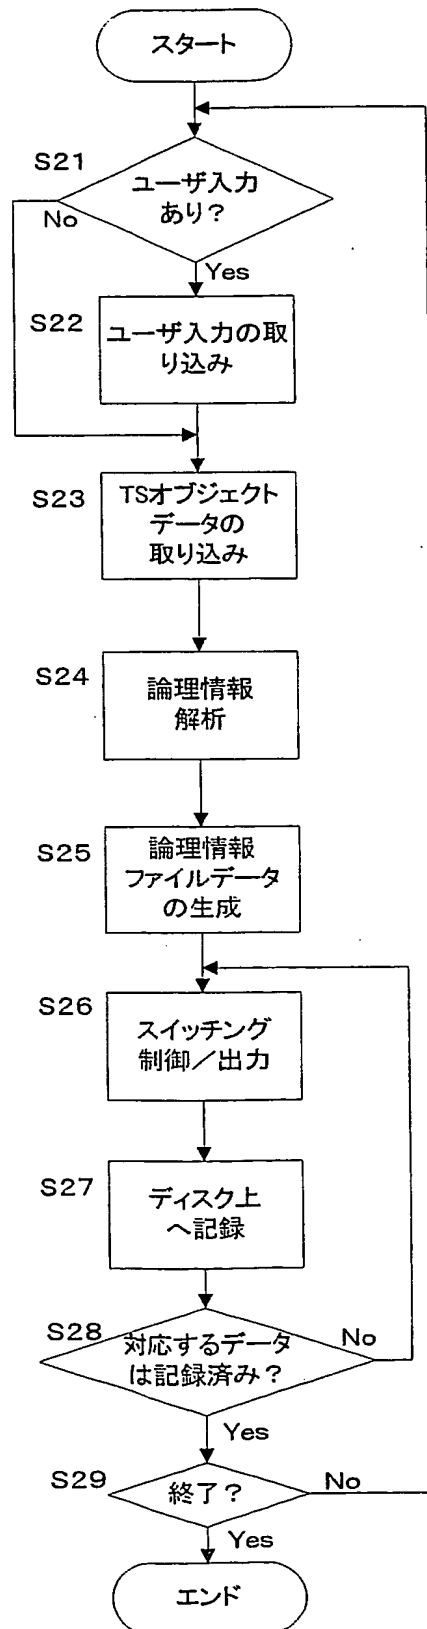 スタート
S21
ユーザ入力
あり？
No
Yes
S22
ユーザ入力の取
り込み
S23
TSオブジェクト
データの
取り込み
S24
論理情報
解析
S25
論理情報
ファイルデータ
の生成
S26
スイッチング
制御／出力
S27
ディスク上
へ記録
S28
対応するデータ
は記録済み？
No
Yes
S29
終了？
No
Yes
エンド